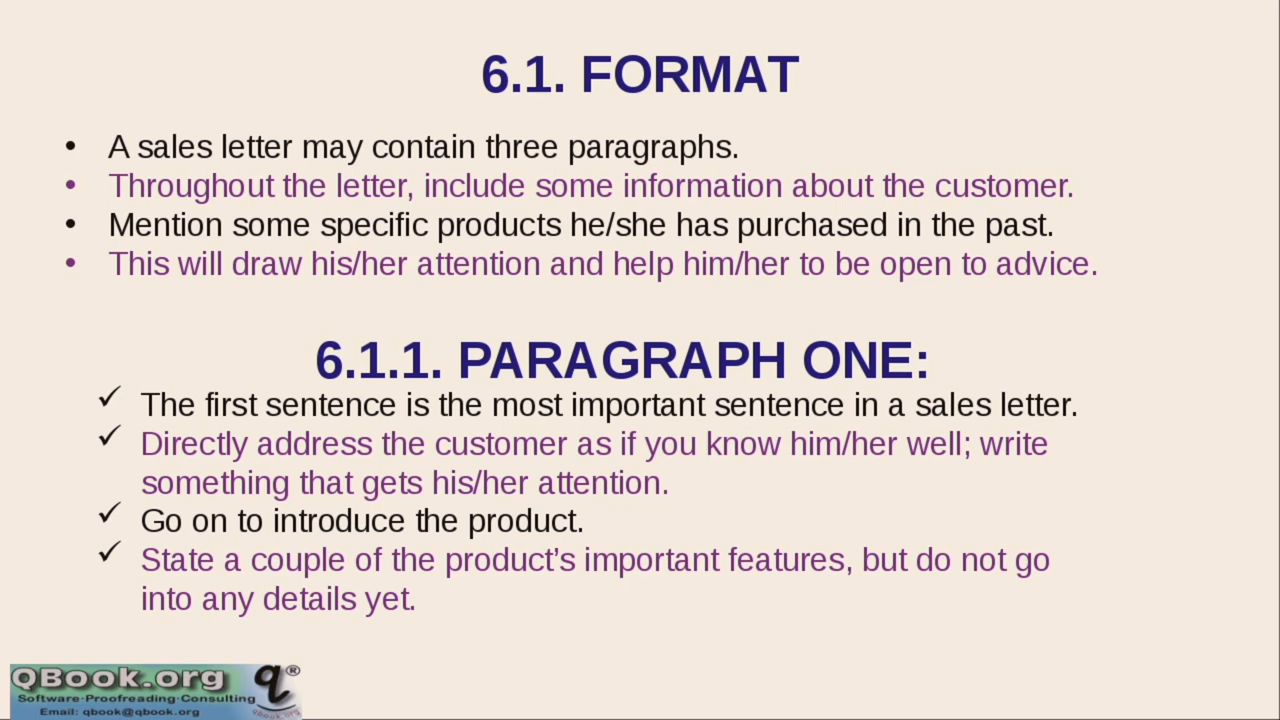 6.1. FORMAT
• A sales letter may contain three paragraphs.
• Throughout the letter, include some information about the customer.
• Mention some specific products he/she has purchased in the past.
• This will draw his/her attention and help him/her to be open to advice.
6.1.1. PARAGRAPH ONE:
✓ The first sentence is the most important sentence in a sales letter.
✓ Directly address the customer as if you know him/her well; write
something that gets his/her attention.
✓ Go on to introduce the product.
✓ State a couple of the product’s important features, but do not go
into any details yet.
QBook.org q®
Software·Proofreading·Consulting
Email: qbook@qbook.org qbook.org